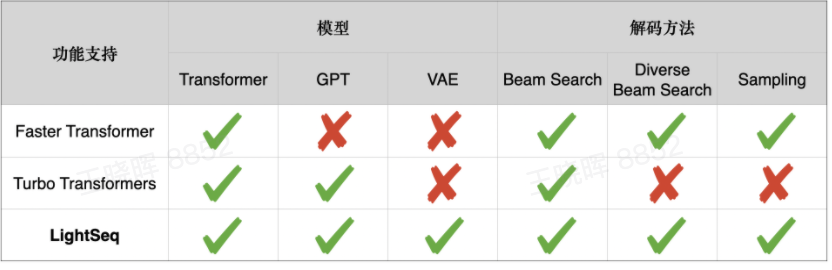 功能支持
模型
解码方法
Transformer
GPT
VAE
Beam Search
Diverse
Beam Search
Sampling
Faster Transformer
Turbo Transformers
LightSeq
王晓晖 8852
王晓晖 8852